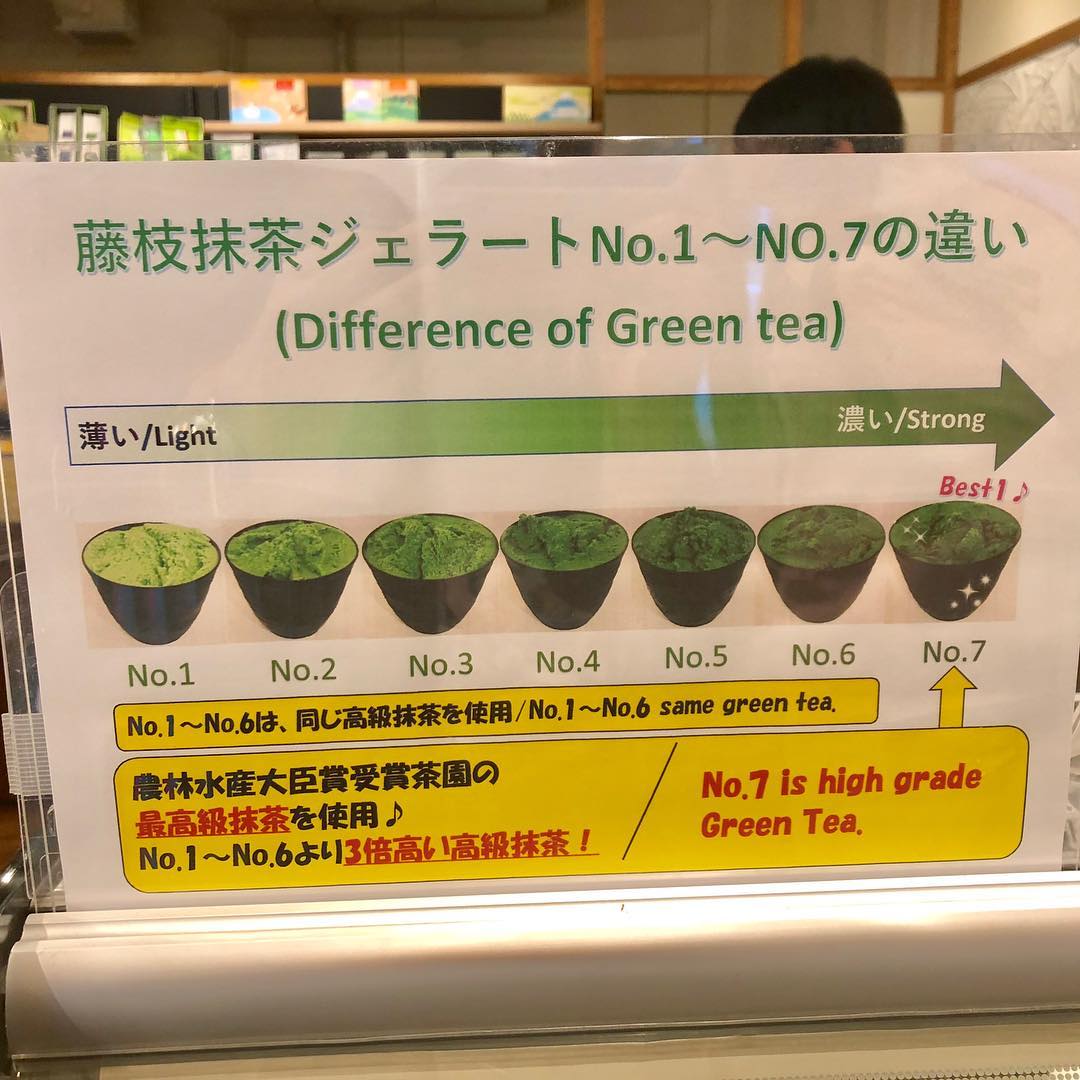 藤枝抹茶ジェラートNo.1～NO.7の違い
(Difference of Green tea)
薄い/Light
濃い/Strong
Best1♪
No.1
No.2
No.3
No.4
No.5
No.6
No.7
No.1～No.6は、同じ高級抹茶を使用/No.1～No.6 same green tea.
農林水産大臣賞受賞茶園の
最高級抹茶を使用♪
No.1～No.6より3倍高い高級抹茶！
No.7 is high grade
Green Tea.